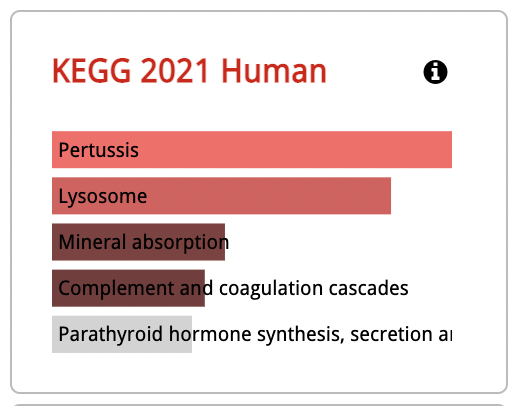 KEGG 2021 Human
Pertussis
Lysosome
Mineral absorption
Complement and coagulation cascades
Parathyroid hormone synthesis, secretion